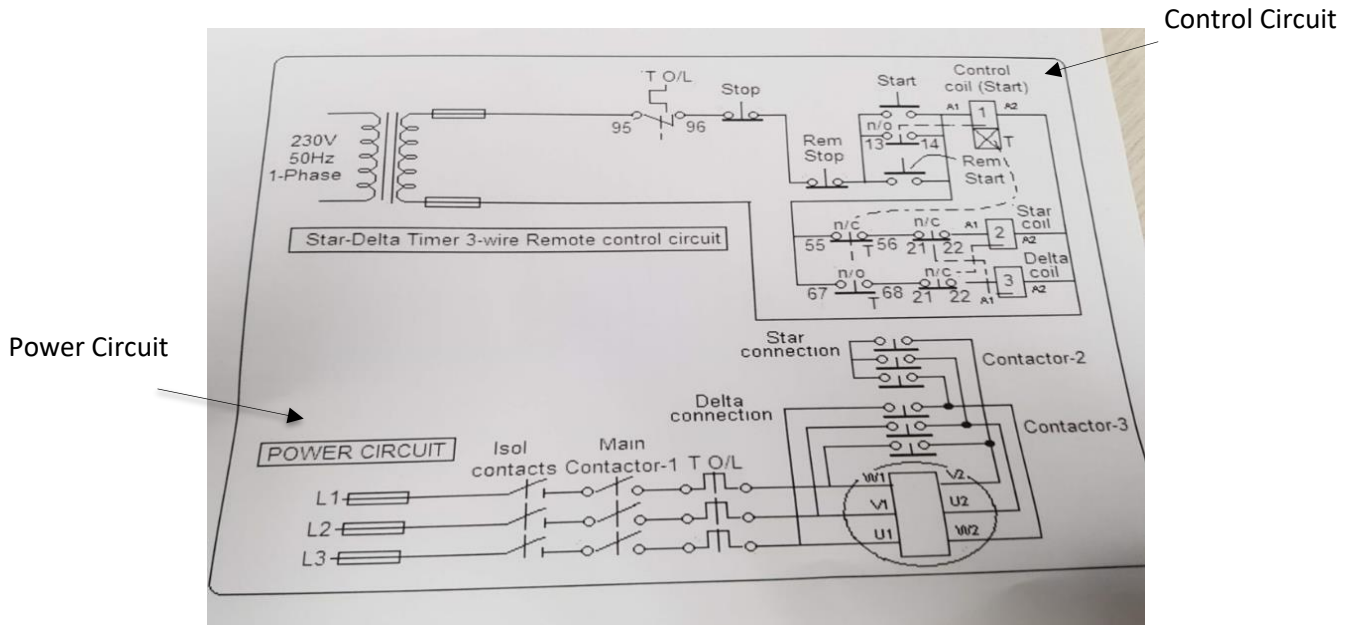 Control Circuit
Power Circuit
T O/L
95
96
Stop
Rem
Stop
Start
n/o
13
14
Rem
Start
Control
coil (Start)
A1
1
A2
T
230V
50Hz
1-Phase
Star-Delta Timer 3-wire Remote control circuit
n/c
55
T
56
n/c
21
22
A1
2
Star
coil
A2
n/o
67
T
68
n/c
21
22
A1
3
Delta
coil
A2
Star
connection
Contactor-2
Delta
connection
Contactor-3
POWER CIRCUIT
Isol
contacts
Main
Contactor-1
T O/L
L1
L2
L3
W1
V1
U1
V2
U2
W2